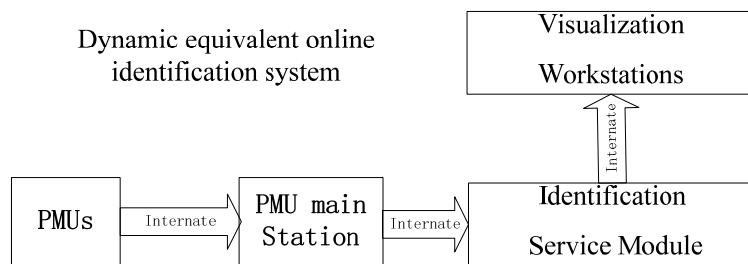 Dynamic equivalent online
identification system
Visualization
Workstations
Internate
PMUs
Internate
PMU main
Station
Internate
Identification
Service Module